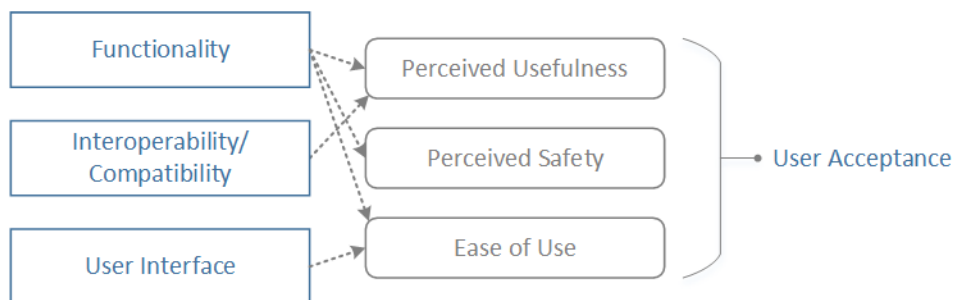 Functionality
Interoperability/
Compatibility
User Interface
Perceived Usefulness
Perceived Safety
Ease of Use
User Acceptance